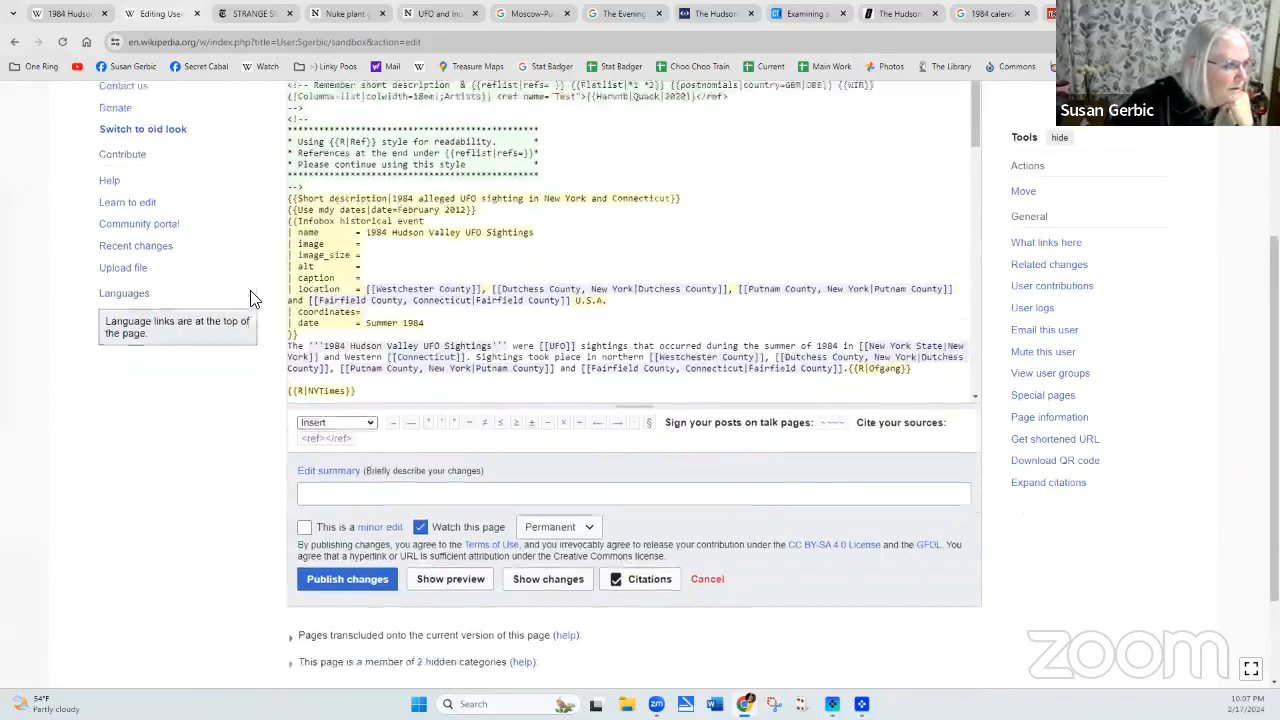 1984 Huds
Editing Use
STRANGE S
Nuke
UFO and In
Moscow-Pu
The Evening
The Hudso
Examining s
The Hudson
1984 calend
en.wikipedia.org/w/index.php?title=User:Sgerbic/sandbox&action=edit
One Ring
Susan Gerbic
Secret Cabal
Watch
:-) Linky Pooj
Mail
Treasure Maps
Stat Badger
Stat Badger
Choo Choo Train
Current
Main Work
Photos
The Library
Commons
Susan Gerbic
Contact us
Donate
Switch to old look
Contribute
Help
Learn to edit
Community portal
Recent changes
Upload file
Languages
Language links are at the top of
the page.
****************************************************
* Using {{R|Ref}} style for readability.
* References at the end under {{reflist|refs=}}*
* Please continue using this style
****************************************************
-->
{{Short description|1984 alleged UFO sighting in New York and Connecticut}}
{{Use mdy dates|date=February 2012}}
{{Infobox historical event
| name = 1984 Hudson Valley UFO Sightings
| image =
| image_size =
| alt
| caption =
| location = [[Westchester County]], [[Dutchess County, New York|Dutchess County]], [[Putnam County, New York|Putnam County]]
and [[Fairfield County, Connecticut|Fairfield County]] U.S.A.
| coordinates=
| date = Summer 1984
}}
The '''1984 Hudson Valley UFO Sightings''' were [[UFO]] sightings that occurred during the summer of 1984 in [[New York State|New
York]] and Western [[Connecticut]]. Sightings took place in northern [[Westchester County]], [[Dutchess County, New York|Dutchess
County]], [[Putnam County, New York|Putnam County]] and [[Fairfield County, Connecticut|Fairfield County]].{{R|Ofgang}}
{{R|NYTimes}}
Insert
– — ° ′ ″ ≈ ≠ ≤ ≥ ± − × ÷ ← → · §
Sign your posts on talk pages: ~~~~ Cite your sources:
<ref></ref>
Edit summary (Briefly describe your changes)
This is a minor edit
Watch this page
Permanent
By publishing changes, you agree to the Terms of Use, and you irrevocably agree to release your contribution under the CC BY-SA 4.0 License and the GFDL. You
agree that a hyperlink or URL is sufficient attribution under the Creative Commons license.
Publish changes
Show preview
Show changes
Citations
Cancel
Pages transcluded onto the current version of this page (help):
This page is a member of 2 hidden categories (help):
Tools hide
Actions
Move
General
What links here
Related changes
User contributions
User logs
Email this user
Mute this user
View user groups
Special pages
Page information
Get shortened URL
Download QR code
Expand citations
zoom
54°F
Partly cloudy
Search
10:07 PM
2/17/2024